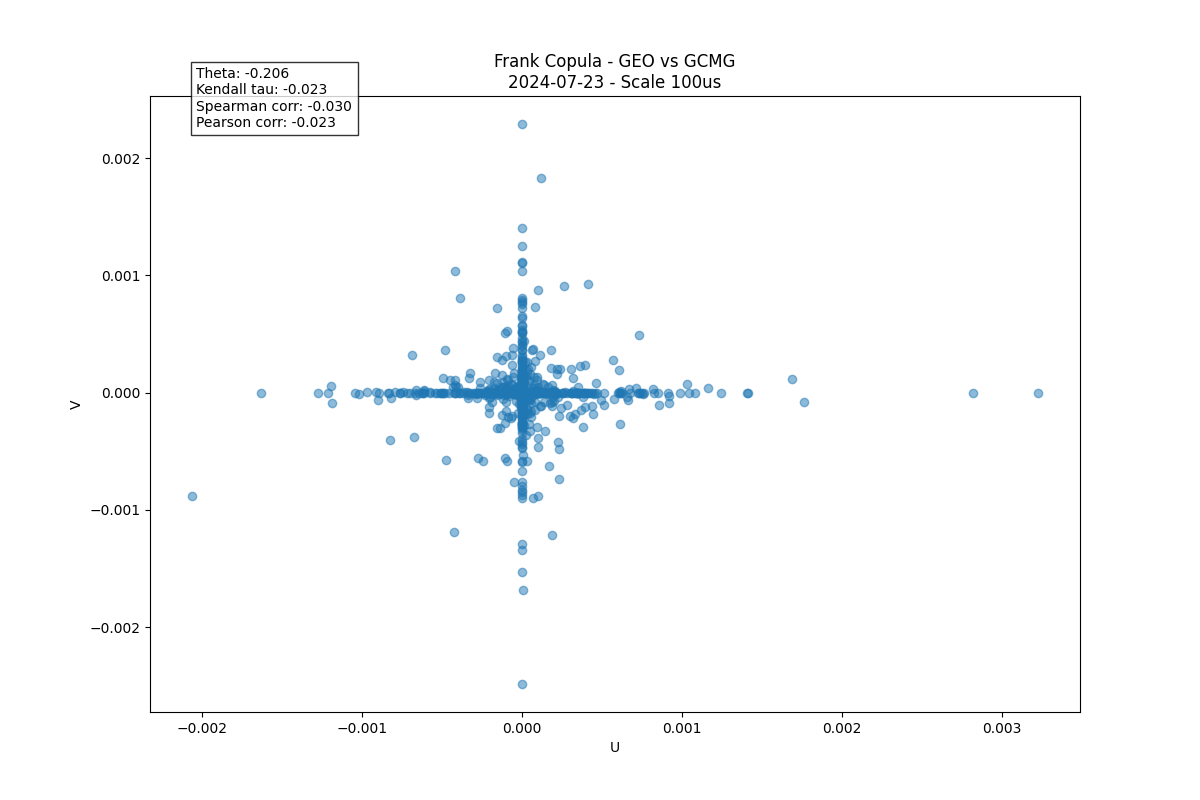 Frank Copula - GEO vs GCMG
2024-07-23 - Scale 100us
Theta: -0.206
Kendall tau: -0.023
Spearman corr: -0.030
Pearson corr: -0.023
0.002
0.001
0.000
−0.001
−0.002
V
−0.002
−0.001
0.000
0.001
0.002
0.003
U